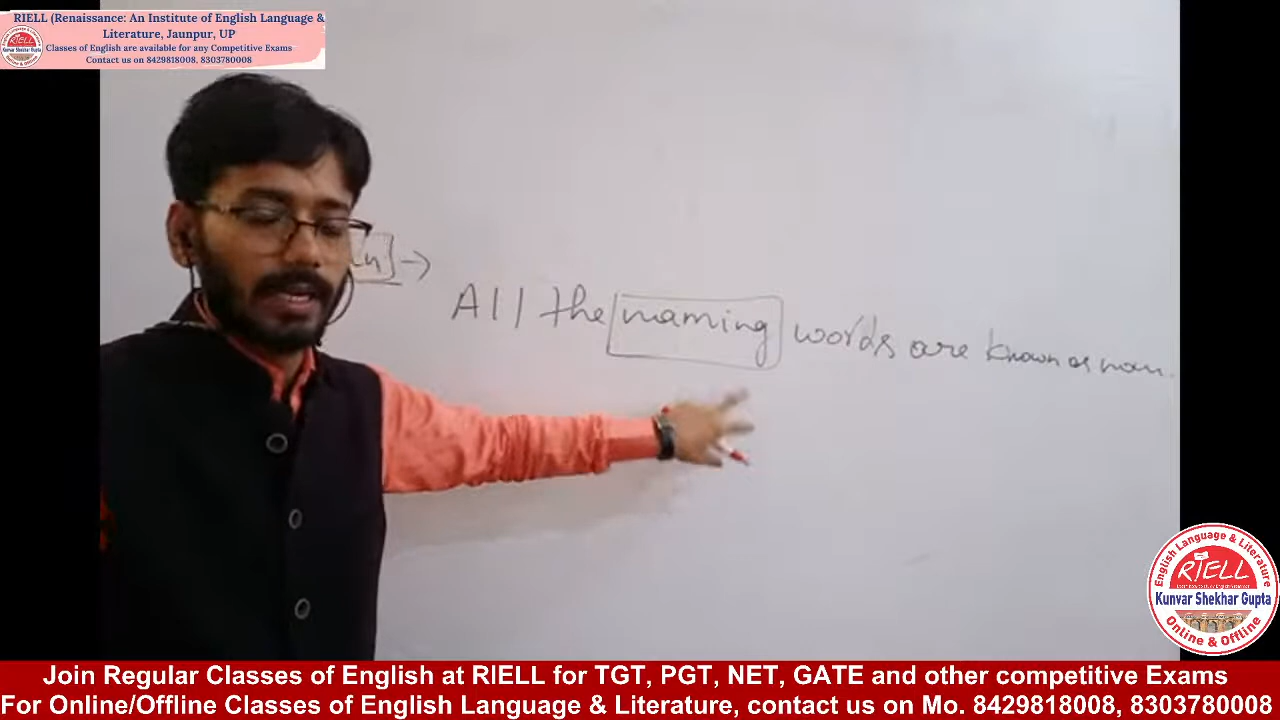 RIELL (Renaissance: An Institute of English Language &
Literature, Jaunpur, UP
Classes of English are available for any Competitive Exams
Contact us on 8429818008, 8303780008
All the naming words are known as noun.
English Language & Literature
RIELL
Kunvar Shekhar Gupta
Online & Offline
Join Regular Classes of English at RIELL for TGT, PGT, NET, GATE and other competitive Exams
For Online/Offline Classes of English Language & Literature, contact us on Mo. 8429818008, 8303780008